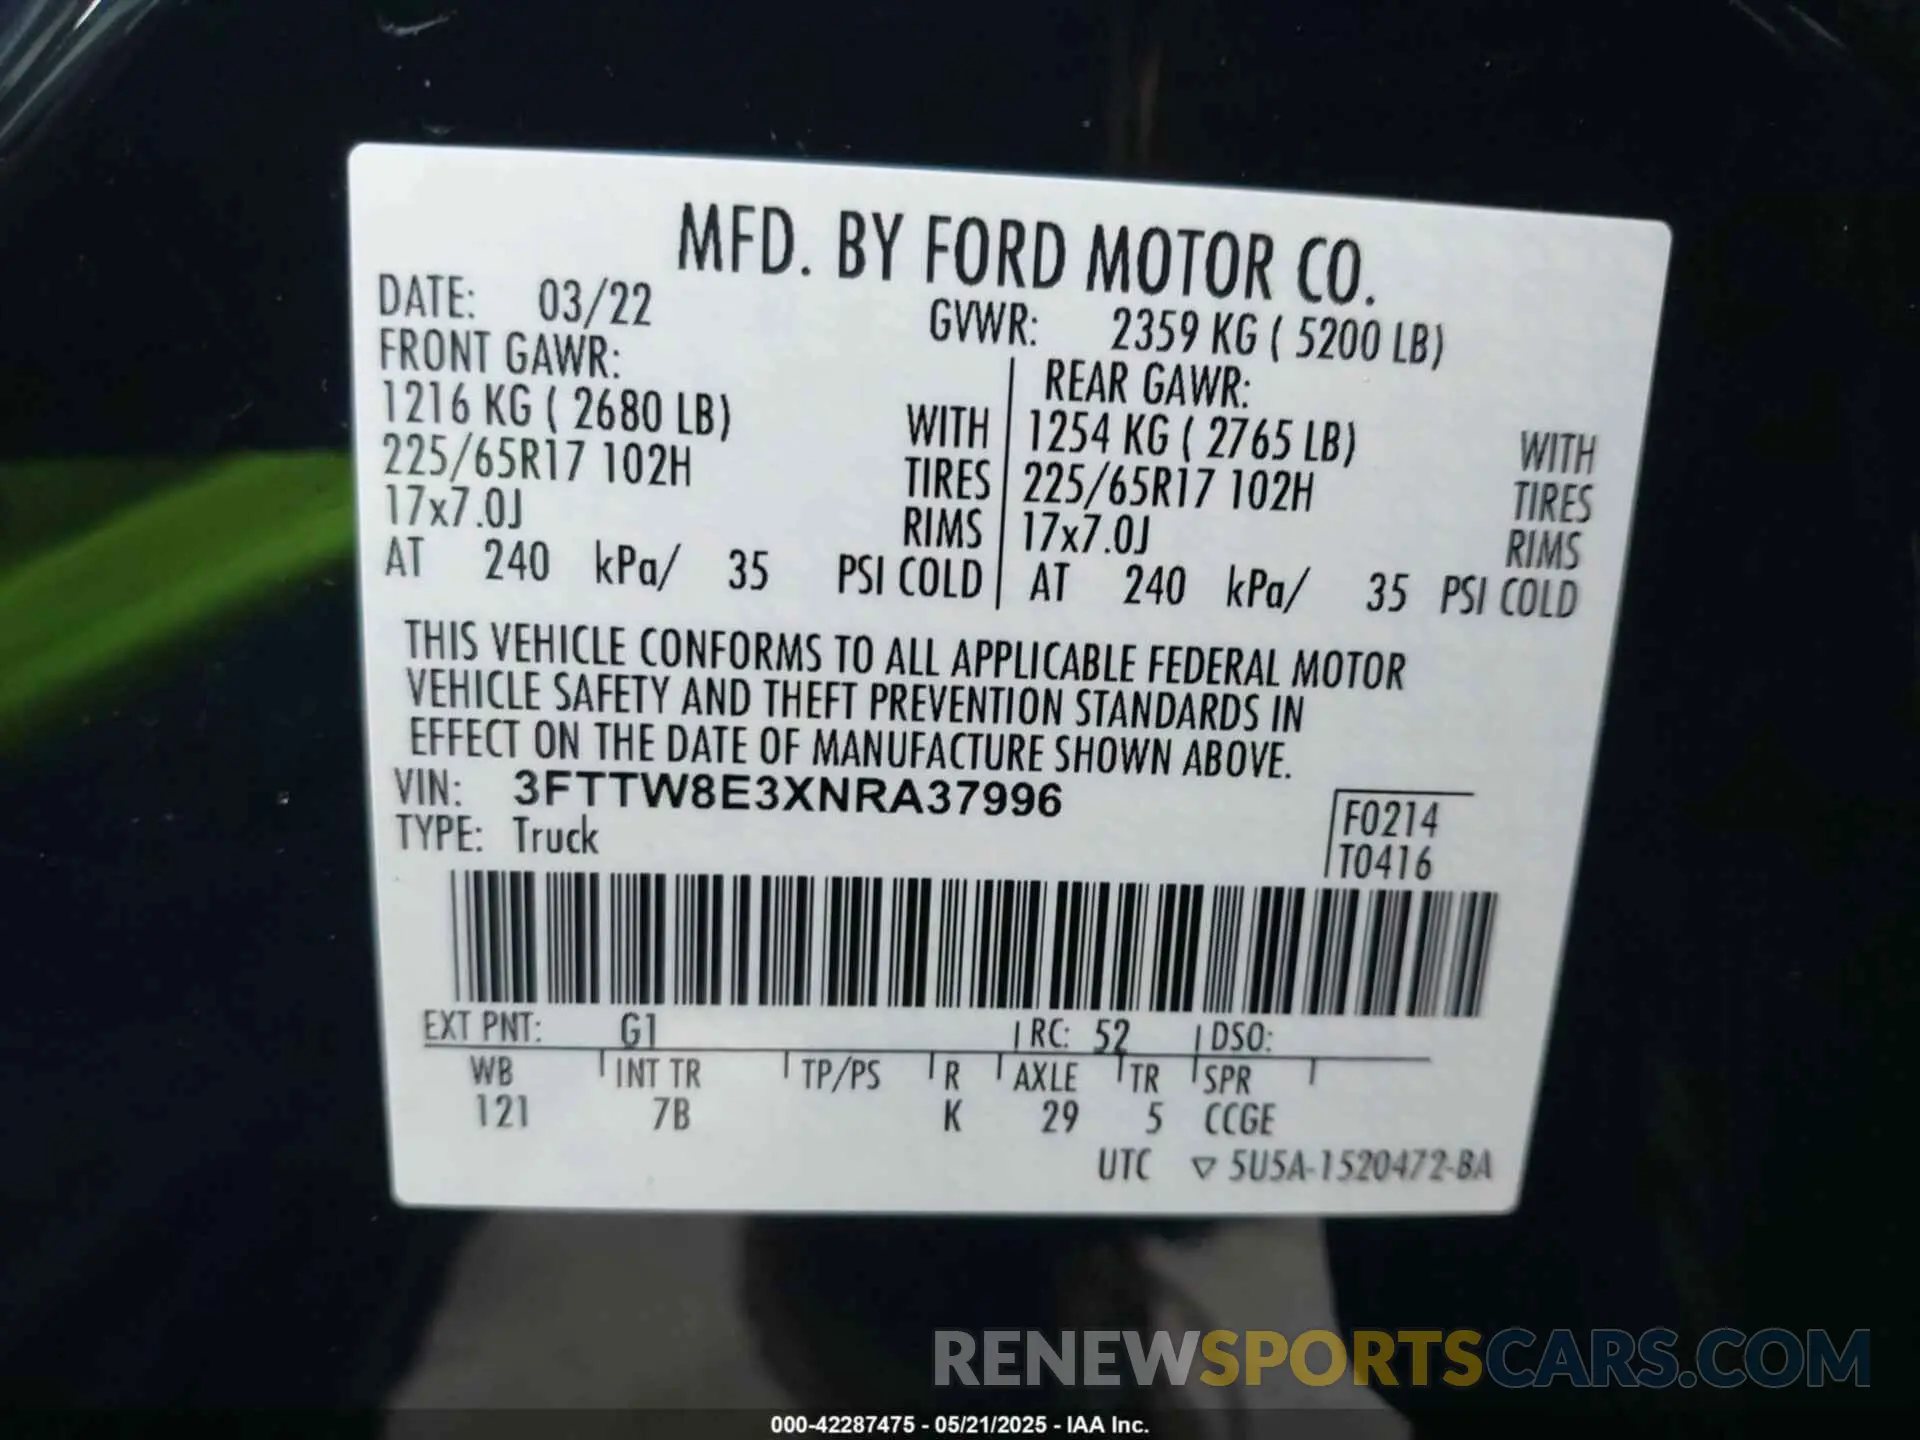 MFD. BY FORD MOTOR CO.
DATE: 03/22 GVWR: 2359 KG ( 5200 LB)
FRONT GAWR: REAR GAWR:
1216 KG ( 2680 LB) WITH 1254 KG ( 2765 LB) WITH
225/65R17 102H TIRES 225/65R17 102H TIRES
17x7.0J RIMS 17x7.0J RIMS
AT 240 kPa/ 35 PSI COLD AT 240 kPa/ 35 PSI COLD
THIS VEHICLE CONFORMS TO ALL APPLICABLE FEDERAL MOTOR
VEHICLE SAFETY AND THEFT PREVENTION STANDARDS IN
EFFECT ON THE DATE OF MANUFACTURE SHOWN ABOVE.
VIN: 3FTTW8E3XNRA37996 F0214
TYPE: Truck T0416
EXT PNT: G1 RC: 52 DSO:
WB INT TR TP/PS R AXLE TR SPR
121 7B K 29 5 CCGE
UTC ▽ 5U5A-1520472-BA
RENEWSPORTSCARS.COM
000-42287475 - 05/21/2025 - IAA Inc.